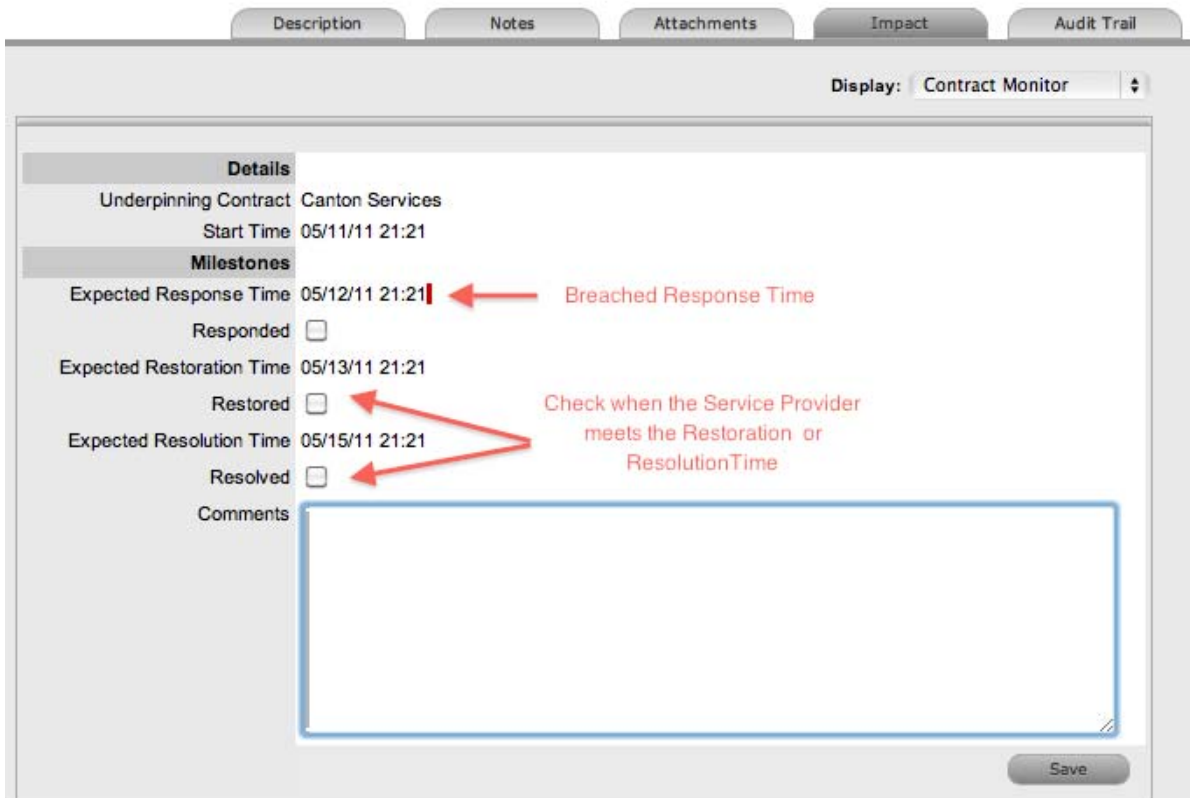 Description Notes Attachments Impact Audit Trail
Display: Contract Monitor
Details
Underpinning Contract Canton Services
Start Time 05/11/11 21:21
Milestones
Expected Response Time 05/12/11 21:21 Breached Response Time
Responded
Expected Restoration Time 05/13/11 21:21
Restored Check when the Service Provider
meets the Restoration or
Expected Resolution Time 05/15/11 21:21
ResolutionTime
Resolved
Comments
Save